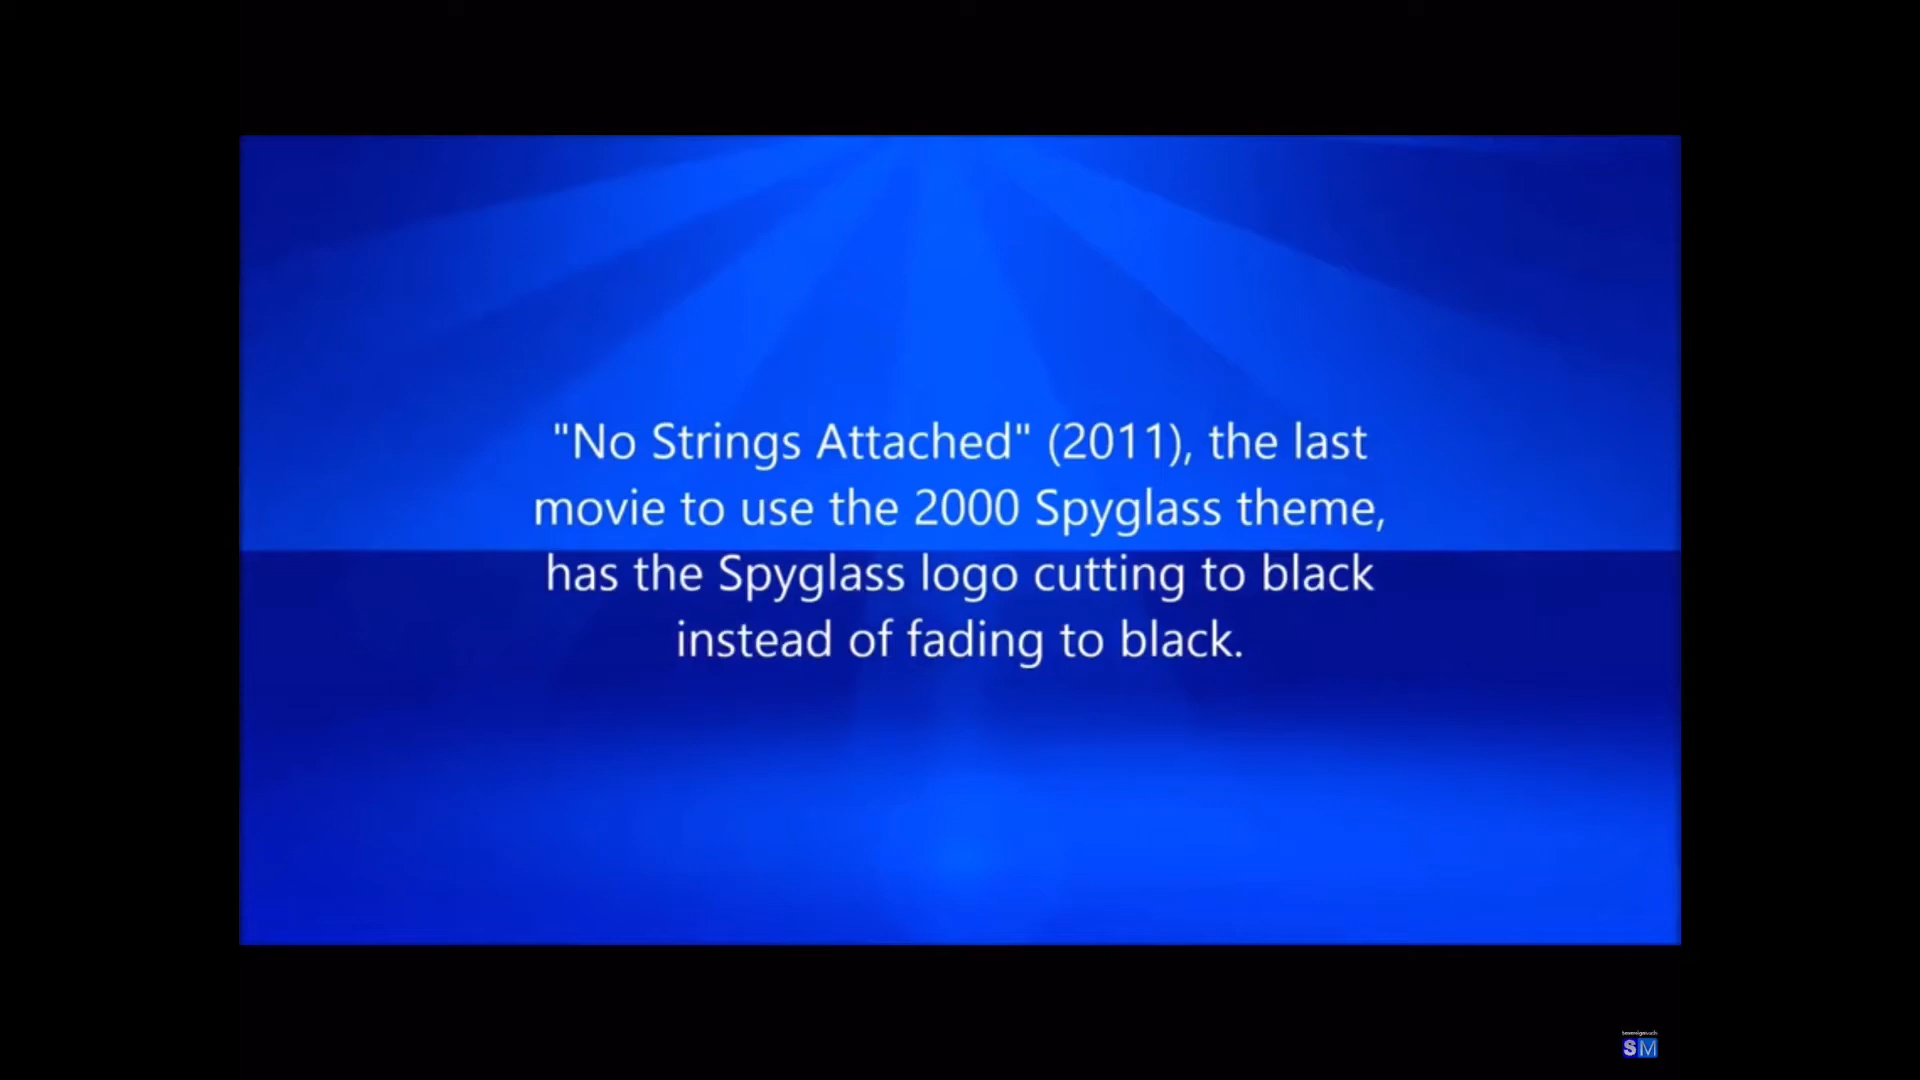 "No Strings Attached" (2011), the last
movie to use the 2000 Spyglass theme,
has the Spyglass logo cutting to black
instead of fading to black.
SM